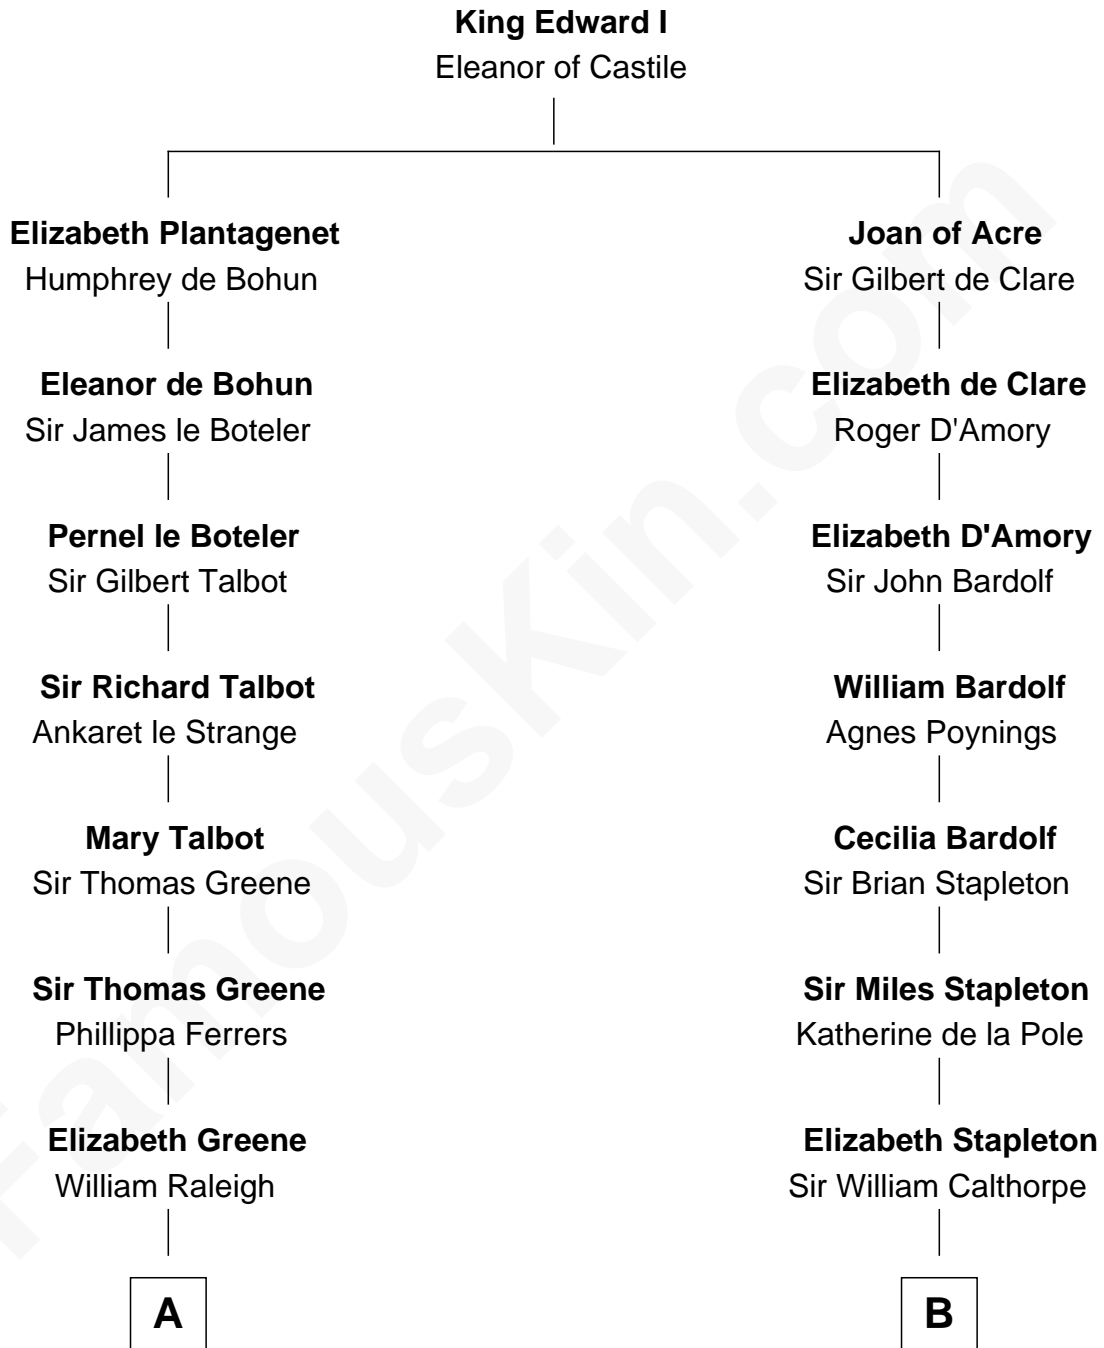 King Edward I
Eleanor of Castile
Elizabeth Plantagenet
Humphrey de Bohun
Joan of Acre
Sir Gilbert de Clare
Eleanor de Bohun
Sir James le Boteler
Elizabeth de Clare
Roger D'Amory
Pernel le Boteler
Sir Gilbert Talbot
Elizabeth D'Amory
Sir John Bardolf
Sir Richard Talbot
Ankaret le Strange
William Bardolf
Agnes Poynings
Mary Talbot
Sir Thomas Greene
Cecilia Bardolf
Sir Brian Stapleton
Sir Thomas Greene
Phillippa Ferrers
Sir Miles Stapleton
Katherine de la Pole
Elizabeth Greene
William Raleigh
Elizabeth Stapleton
Sir William Calthorpe
A
B
FamousKin.com